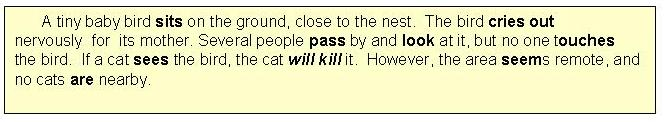 A tiny baby bird sits on the ground, close to the nest. The bird cries out
nervously for its mother. Several people pass by and look at it, but no one touches
the bird. If a cat sees the bird, the cat will kill it. However, the area seems remote, and
no cats are nearby.